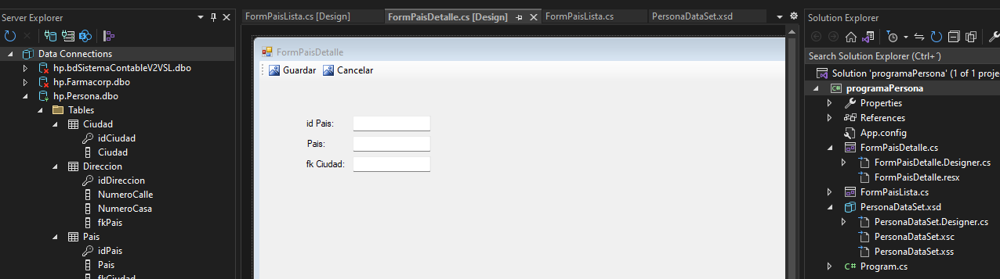 Server Explorer
Data Connections
hp.bdSistemaContableV2VSL.dbo
hp.Farmacorp.dbo
hp.Persona.dbo
Tables
Ciudad
idCiudad
Ciudad
Direccion
idDireccion
NumeroCalle
NumeroCasa
fkPais
Pais
idPais
Pais
fkCiudad
FormPaisLista.cs [Design]
FormPaisDetalle.cs [Design]
FormPaisLista.cs
PersonaDataSet.xsd
FormPaisDetalle
Guardar
Cancelar
id Pais:
Pais:
fk Ciudad:
Solution Explorer
Search Solution Explorer (Ctrl+´)
Solution 'programaPersona' (1 of 1 proje
programaPersona
Properties
References
App.config
FormPaisDetalle.cs
FormPaisDetalle.Designer.cs
FormPaisDetalle.resx
FormPaisLista.cs
PersonaDataSet.xsd
PersonaDataSet.Designer.cs
PersonaDataSet.xsc
PersonaDataSet.xss
C# Program.cs